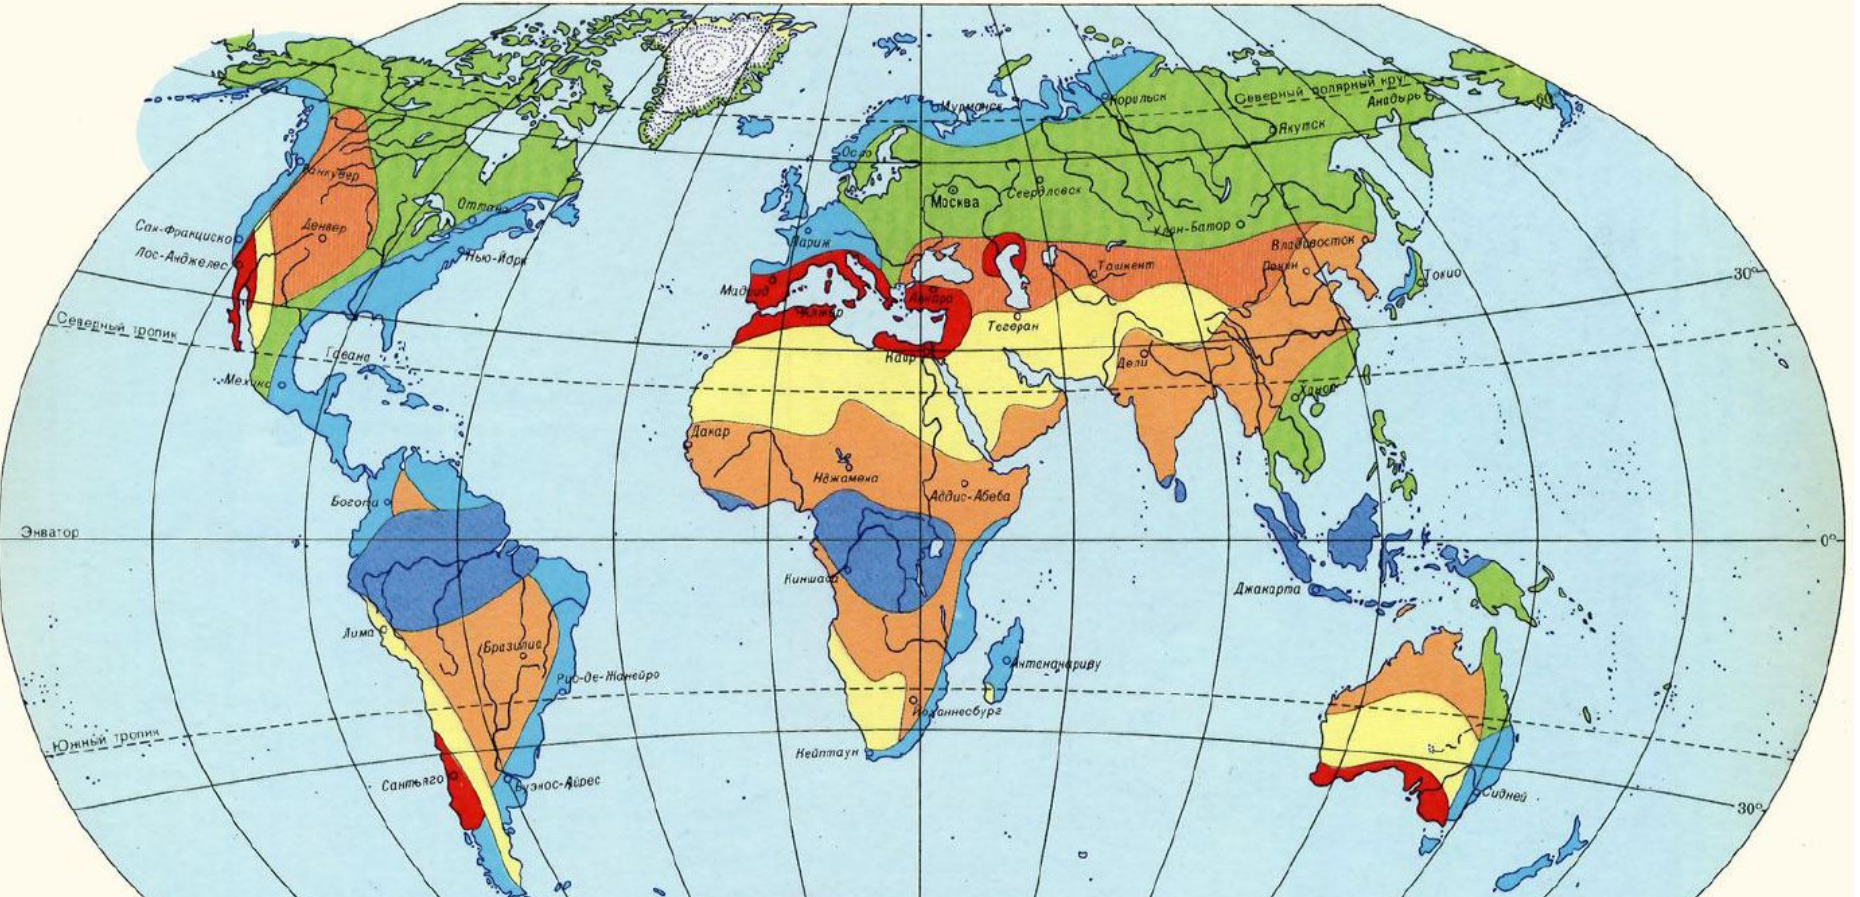 Мурманск
Норильск
Северный полярный круг
Анадырь
60
Якутск
Осло
Ванкувер
Свердловск
Москва
Оттава
Сан-Франциско
Денвер
Париж
Улан-Батор
Владивосток
Лос-Анджелес
Нью-Йорк
Ташкент
Пекин
Токио
30°
Мадрид
Анкара
Алжир
Тегеран
Северный тропик
Гавана
Каир
Дели
Мехико
Ханой
Дакар
Нджамена
Аддис-Абеба
Богота
Экватор
0°
Киншаса
Джакарта
Лима
Бразилиа
Антананариву
Рио-де-Жанейро
Йоханнесбург
Южный тропик
Кейптаун
Сантьяго
Буэнос-Айрес
Сидней
30°